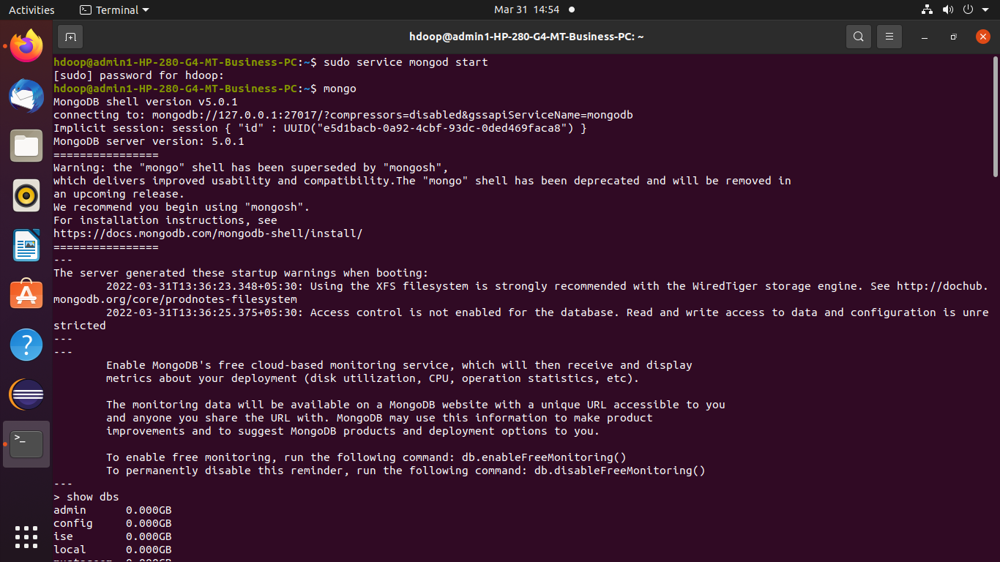 Activities
Terminal
Mar 31 14:54
hdoop@admin1-HP-280-G4-MT-Business-PC: ~
hdoop@admin1-HP-280-G4-MT-Business-PC:~$ sudo service mongod start
[sudo] password for hdoop:
hdoop@admin1-HP-280-G4-MT-Business-PC:~$ mongo
MongoDB shell version v5.0.1
connecting to: mongodb://127.0.0.1:27017/?compressors=disabled&gssapiServiceName=mongodb
Implicit session: session { "id" : UUID("e5d1bacb-0a92-4cbf-93dc-0ded469faca8") }
MongoDB server version: 5.0.1
================
Warning: the "mongo" shell has been superseded by "mongosh",
which delivers improved usability and compatibility.The "mongo" shell has been deprecated and will be removed in
an upcoming release.
We recommend you begin using "mongosh".
For installation instructions, see
https://docs.mongodb.com/mongodb-shell/install/
================
---
The server generated these startup warnings when booting:
        2022-03-31T13:36:23.348+05:30: Using the XFS filesystem is strongly recommended with the WiredTiger storage engine. See http://dochub.
mongodb.org/core/prodnotes-filesystem
        2022-03-31T13:36:25.375+05:30: Access control is not enabled for the database. Read and write access to data and configuration is unre
stricted
---
---
        Enable MongoDB's free cloud-based monitoring service, which will then receive and display
        metrics about your deployment (disk utilization, CPU, operation statistics, etc).

        The monitoring data will be available on a MongoDB website with a unique URL accessible to you
        and anyone you share the URL with. MongoDB may use this information to make product
        improvements and to suggest MongoDB products and deployment options to you.

        To enable free monitoring, run the following command: db.enableFreeMonitoring()
        To permanently disable this reminder, run the following command: db.disableFreeMonitoring()
---
> show dbs
admin      0.000GB
config     0.000GB
ise        0.000GB
local      0.000GB